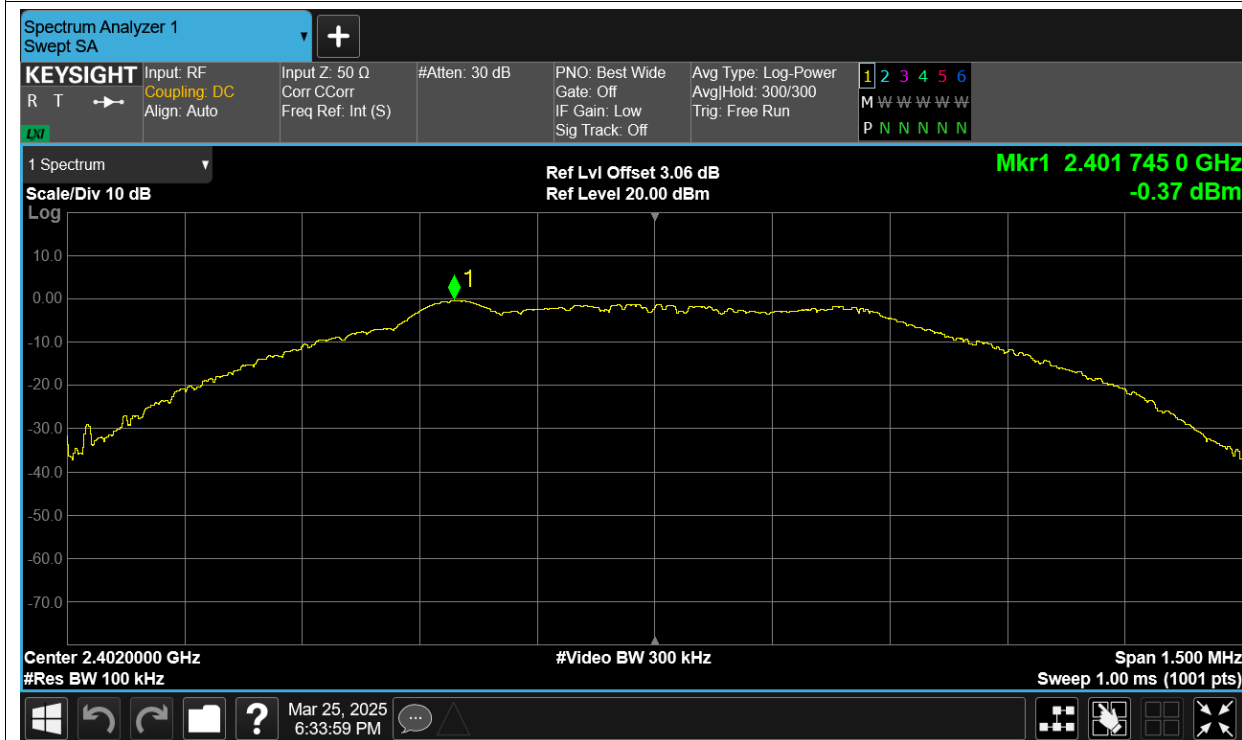 Spectrum Analyzer 1
Swept SA
+
KEYSIGHT
R T
LXI
Input: RF
Coupling: DC
Align: Auto
Input Z: 50 Ω
Corr CCorr
Freq Ref: Int (S)
#Atten: 30 dB
PNO: Best Wide
Gate: Off
IF Gain: Low
Sig Track: Off
Avg Type: Log-Power
Avg|Hold: 300/300
Trig: Free Run
1 2 3 4 5 6
M W W W W W
P N N N N N
1 Spectrum
Scale/Div 10 dB
Log
Ref Lvl Offset 3.06 dB
Ref Level 20.00 dBm
Mkr1 2.401 745 0 GHz
-0.37 dBm
1
10.0
0.00
-10.0
-20.0
-30.0
-40.0
-50.0
-60.0
-70.0
Center 2.4020000 GHz
#Res BW 100 kHz
#Video BW 300 kHz
Span 1.500 MHz
Sweep 1.00 ms (1001 pts)
?
Mar 25, 2025
6:33:59 PM